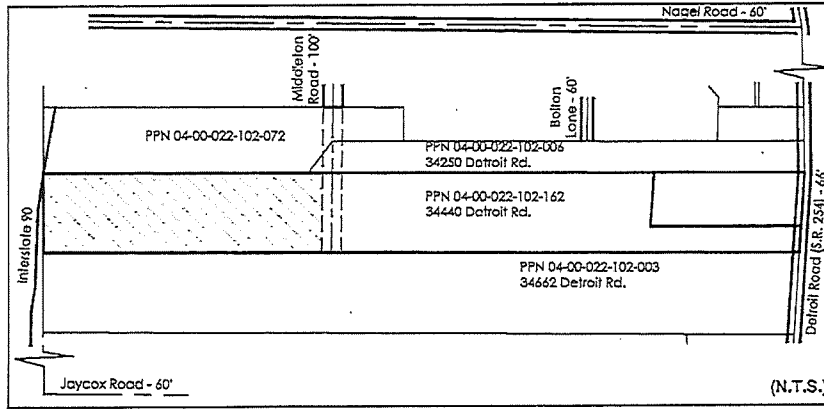 Nagel Road - 60'
Middleton
Road - 100'
Bolton
Lane - 60'
PPN 04-00-022-102-072
PPN 04-00-022-102-006
34250 Detroit Rd.
PPN 04-00-022-102-162
34440 Detroit Rd.
Interstate 90
PPN 04-00-022-102-003
34662 Detroit Rd.
Detroit Road (S.R. 254) - 66'
Jaycox Road - 60'
(N.T.S.)